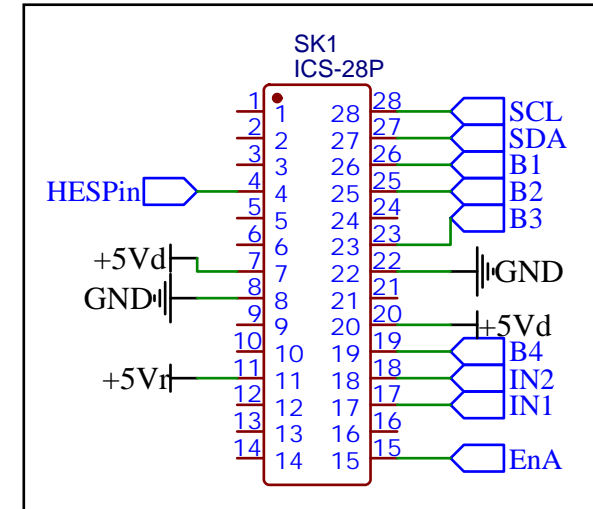 SK1
ICS-28P
1 1 28 28 SCL
2 2 27 27 SDA
3 3 26 26 B1
HESPin 4 4 25 25 B2
5 5 24 24 B3
6 6 23 23
+5Vd 7 7 22 22 GND
GND 8 8 21 21
9 9 20 20 +5Vd
10 10 19 19 B4
+5Vr 11 11 18 18 IN2
12 12 17 17 IN1
13 13 16 16
14 14 15 15 EnA